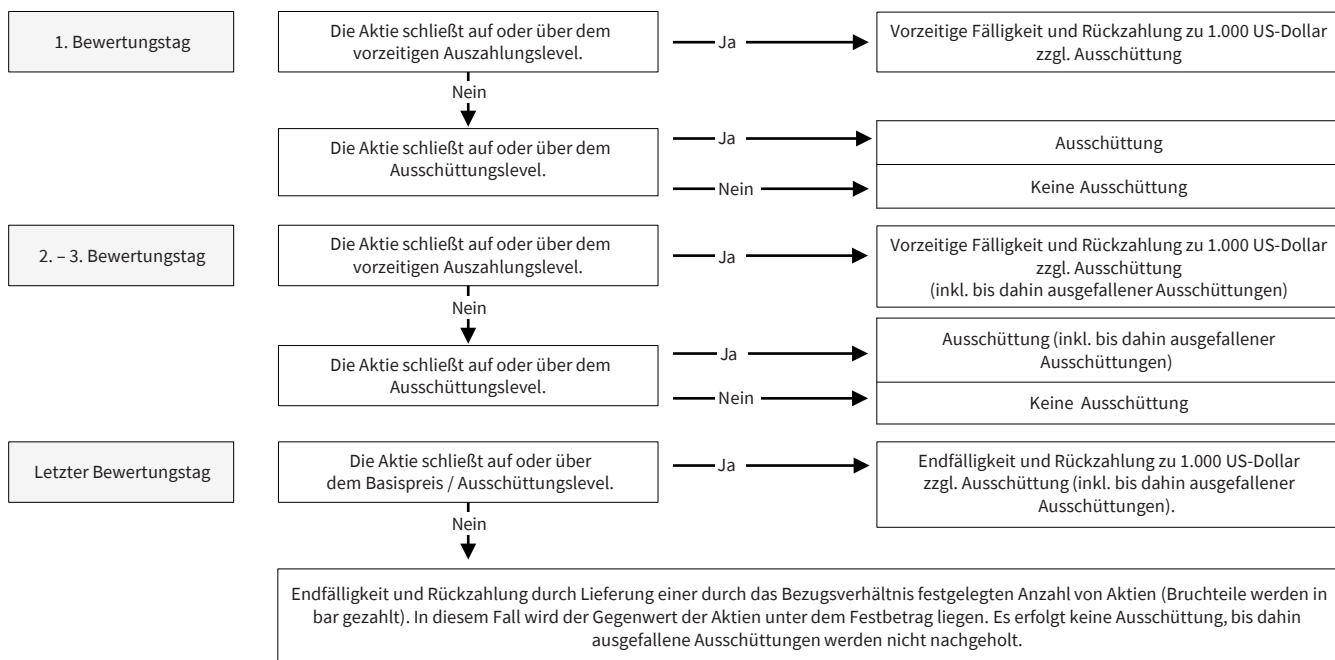 1. Bewertungstag
Die Aktie schließt auf oder über dem
vorzeitigen Auszahlungslevel.
Ja
Vorzeitige Fälligkeit und Rückzahlung zu 1.000 US-Dollar
zzgl. Ausschüttung
Nein
Die Aktie schließt auf oder über dem
Ausschüttungslevel.
Ja
Ausschüttung
Nein
Keine Ausschüttung
2. – 3. Bewertungstag
Die Aktie schließt auf oder über dem
vorzeitigen Auszahlungslevel.
Ja
Vorzeitige Fälligkeit und Rückzahlung zu 1.000 US-Dollar
zzgl. Ausschüttung
(inkl. bis dahin ausgefallener Ausschüttungen)
Nein
Die Aktie schließt auf oder über dem
Ausschüttungslevel.
Ja
Ausschüttung (inkl. bis dahin ausgefallener
Ausschüttungen)
Nein
Keine Ausschüttung
Letzter Bewertungstag
Die Aktie schließt auf oder über
dem Basispreis / Ausschüttungslevel.
Ja
Endfälligkeit und Rückzahlung zu 1.000 US-Dollar
zzgl. Ausschüttung (inkl. bis dahin ausgefallener
Ausschüttungen).
Nein
Endfälligkeit und Rückzahlung durch Lieferung einer durch das Bezugsverhältnis festgelegten Anzahl von Aktien (Bruchteile werden in
bar gezahlt). In diesem Fall wird der Gegenwert der Aktien unter dem Festbetrag liegen. Es erfolgt keine Ausschüttung, bis dahin
ausgefallene Ausschüttungen werden nicht nachgeholt.